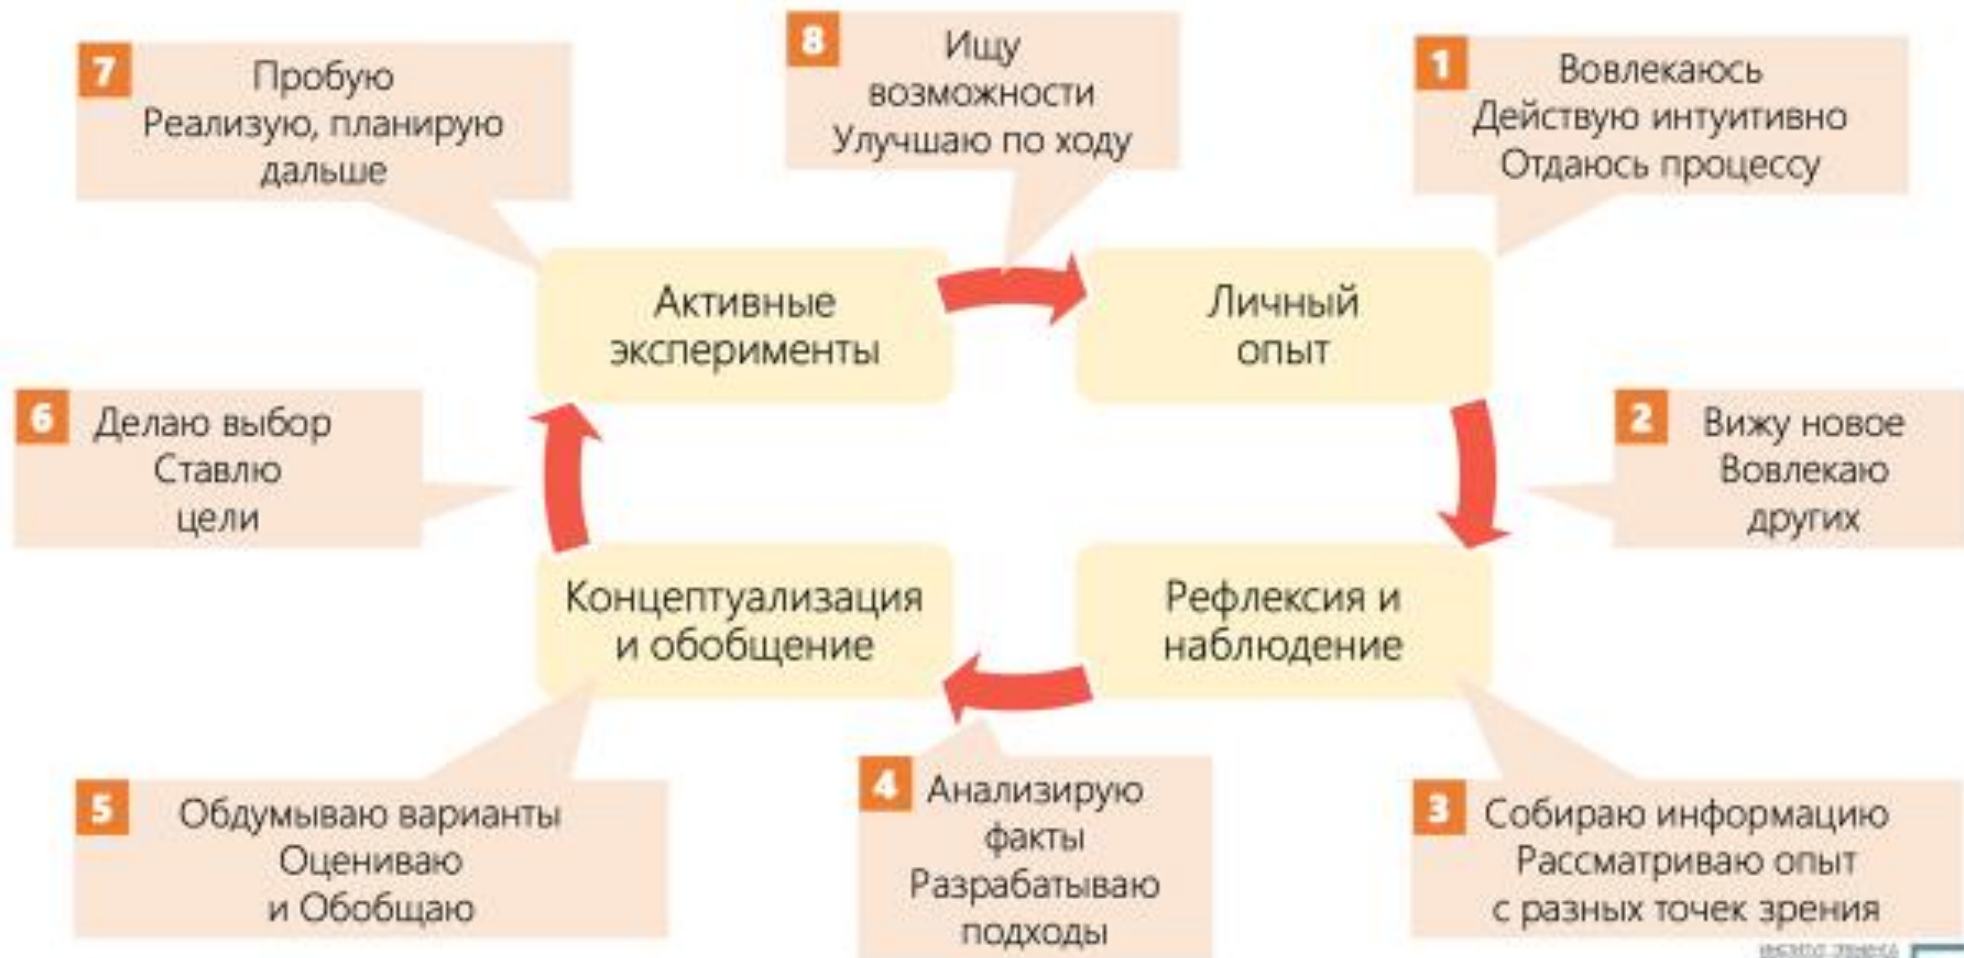 7
Пробую
Реализую, планирую
дальше
8
Ищу
возможности
Улучшаю по ходу
1
Вовлекаюсь
Действую интуитивно
Отдаюсь процессу
Активные
эксперименты
Личный
опыт
6
Делаю выбор
Ставлю
цели
2
Вижу новое
Вовлекаю
других
Концептуализация
и обобщение
Рефлексия и
наблюдение
5
Обдумываю варианты
Оцениваю
и Обобщаю
4
Анализирую
факты
Разрабатываю
подходы
3
Собираю информацию
Рассматриваю опыт
с разных точек зрения